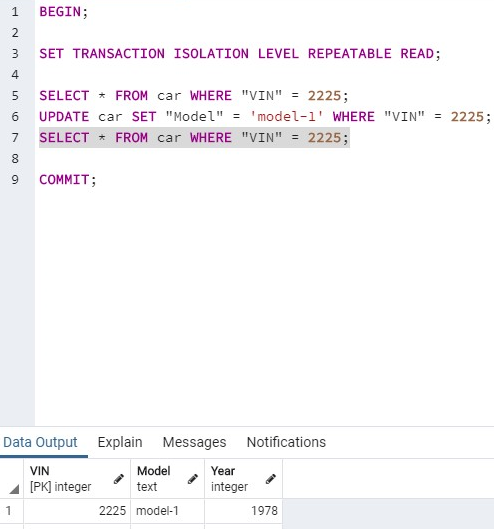 1 BEGIN;
2
3 SET TRANSACTION ISOLATION LEVEL REPEATABLE READ;
4
5 SELECT * FROM car WHERE "VIN" = 2225;
6 UPDATE car SET "Model" = 'model-1' WHERE "VIN" = 2225;
7 SELECT * FROM car WHERE "VIN" = 2225;
8
9 COMMIT;
Data Output Explain Messages Notifications
VIN Model Year
[PK] integer text integer
1 2225 model-1 1978